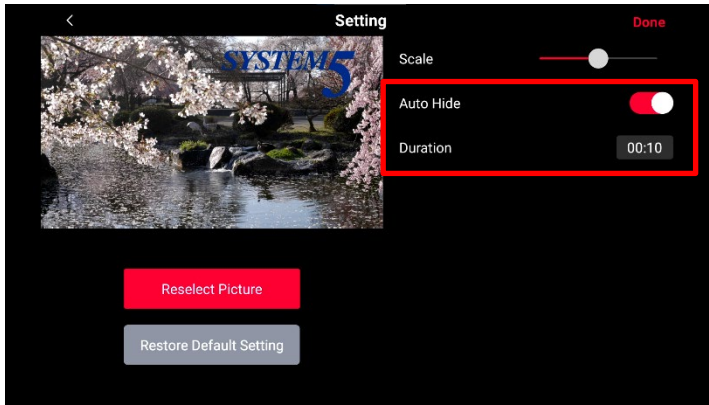 Setting
Done
SYSTEM5
Scale
Auto Hide
Duration
00:10
Reselect Picture
Restore Default Setting